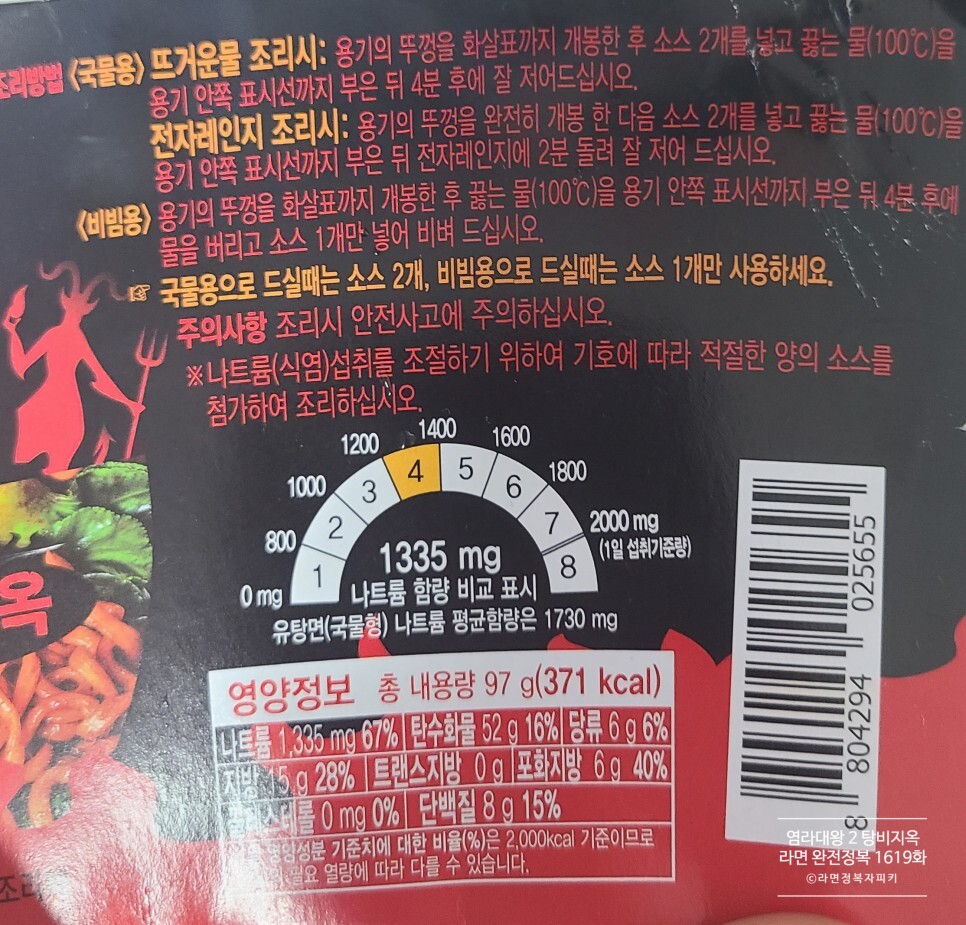 조리방법 〈국물용〉 뜨거운물 조리시: 용기의 뚜껑을 화살표까지 개봉한 후 소스 2개를 넣고 끓는 물(100℃)을
용기 안쪽 표시선까지 부은 뒤 4분 후에 잘 저어드십시오.
전자레인지 조리시: 용기의 뚜껑을 완전히 개봉 한 다음 소스 2개를 넣고 끓는 물(100℃)을
용기 안쪽 표시선까지 부은 뒤 전자레인지에 2분 돌려 잘 저어 드십시오.
〈비빔용〉 용기의 뚜껑을 화살표까지 개봉한 후 끓는 물(100℃)을 용기 안쪽 표시선까지 부은 뒤 4분 후에
물을 버리고 소스 1개만 넣어 비벼 드십시오.
☞ 국물용으로 드실때는 소스 2개, 비빔용으로 드실때는 소스 1개만 사용하세요.
주의사항 조리시 안전사고에 주의하십시오.
※나트륨(식염)섭취를 조절하기 위하여 기호에 따라 적절한 양의 소스를
첨가하여 조리하십시오.
0 mg 800 1000 1200 1400 1600 1800 2000 mg
(1일 섭취기준량)
1 2 3 4 5 6 7 8
1335 mg
나트륨 함량 비교 표시
유탕면(국물형) 나트륨 평균함량은 1730 mg
옥
영양정보 총 내용량 97 g(371 kcal)
나트륨 1,335 mg 67% 탄수화물 52 g 16% 당류 6 g 6%
지방 15 g 28% 트랜스지방 0 g 포화지방 6 g 40%
콜레스테롤 0 mg 0% 단백질 8 g 15%
영양성분 기준치에 대한 비율(%)은 2,000kcal 기준이므로
필요 열량에 따라 다를 수 있습니다.
8 804294 025655
염라대왕 2 탕비지옥
라면 완전정복 1619화
©라면정복자피키